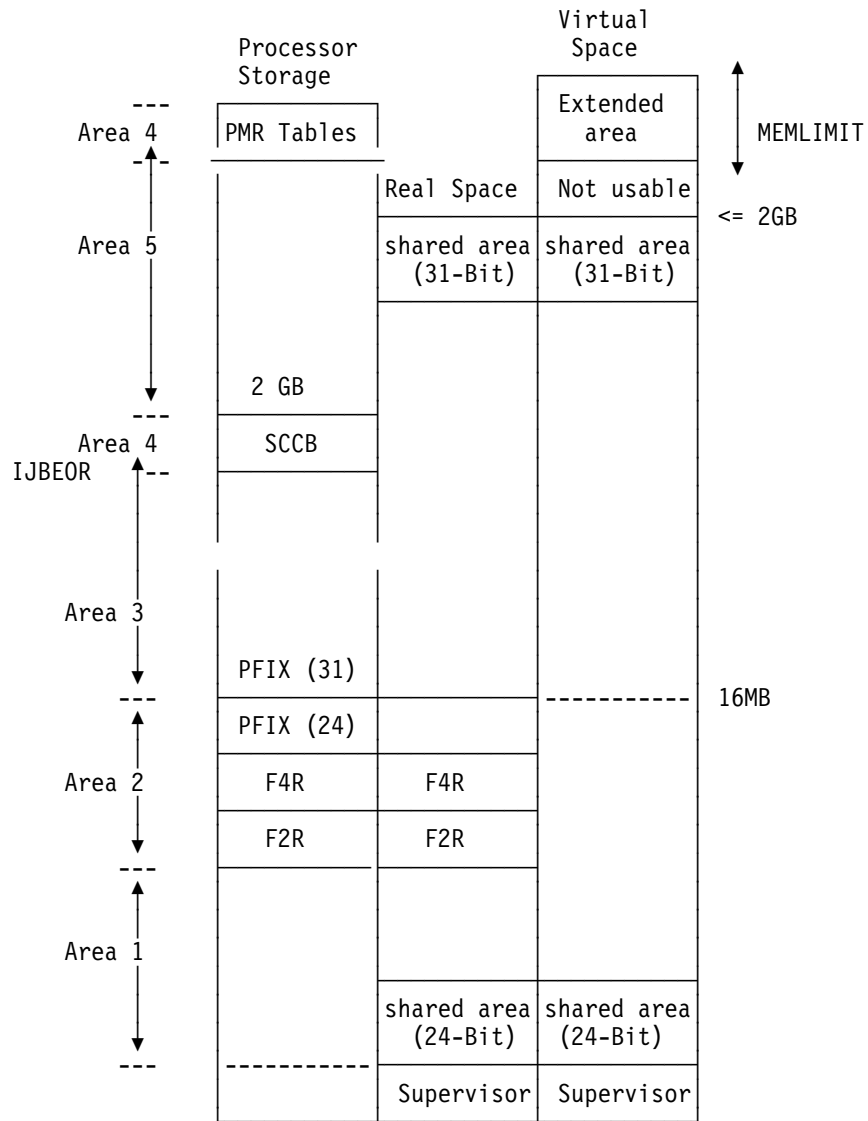 Virtual
Processor Space
Storage
Extended
Area 4 PMR Tables area MEMLIMIT
Real Space Not usable
<= 2GB
Area 5 shared area shared area
(31-Bit) (31-Bit)
2 GB
Area 4 SCCB
IJBEOR
Area 3
PFIX (31)
16MB
PFIX (24)
Area 2 F4R F4R
F2R F2R
Area 1
shared area shared area
(24-Bit) (24-Bit)
Supervisor Supervisor